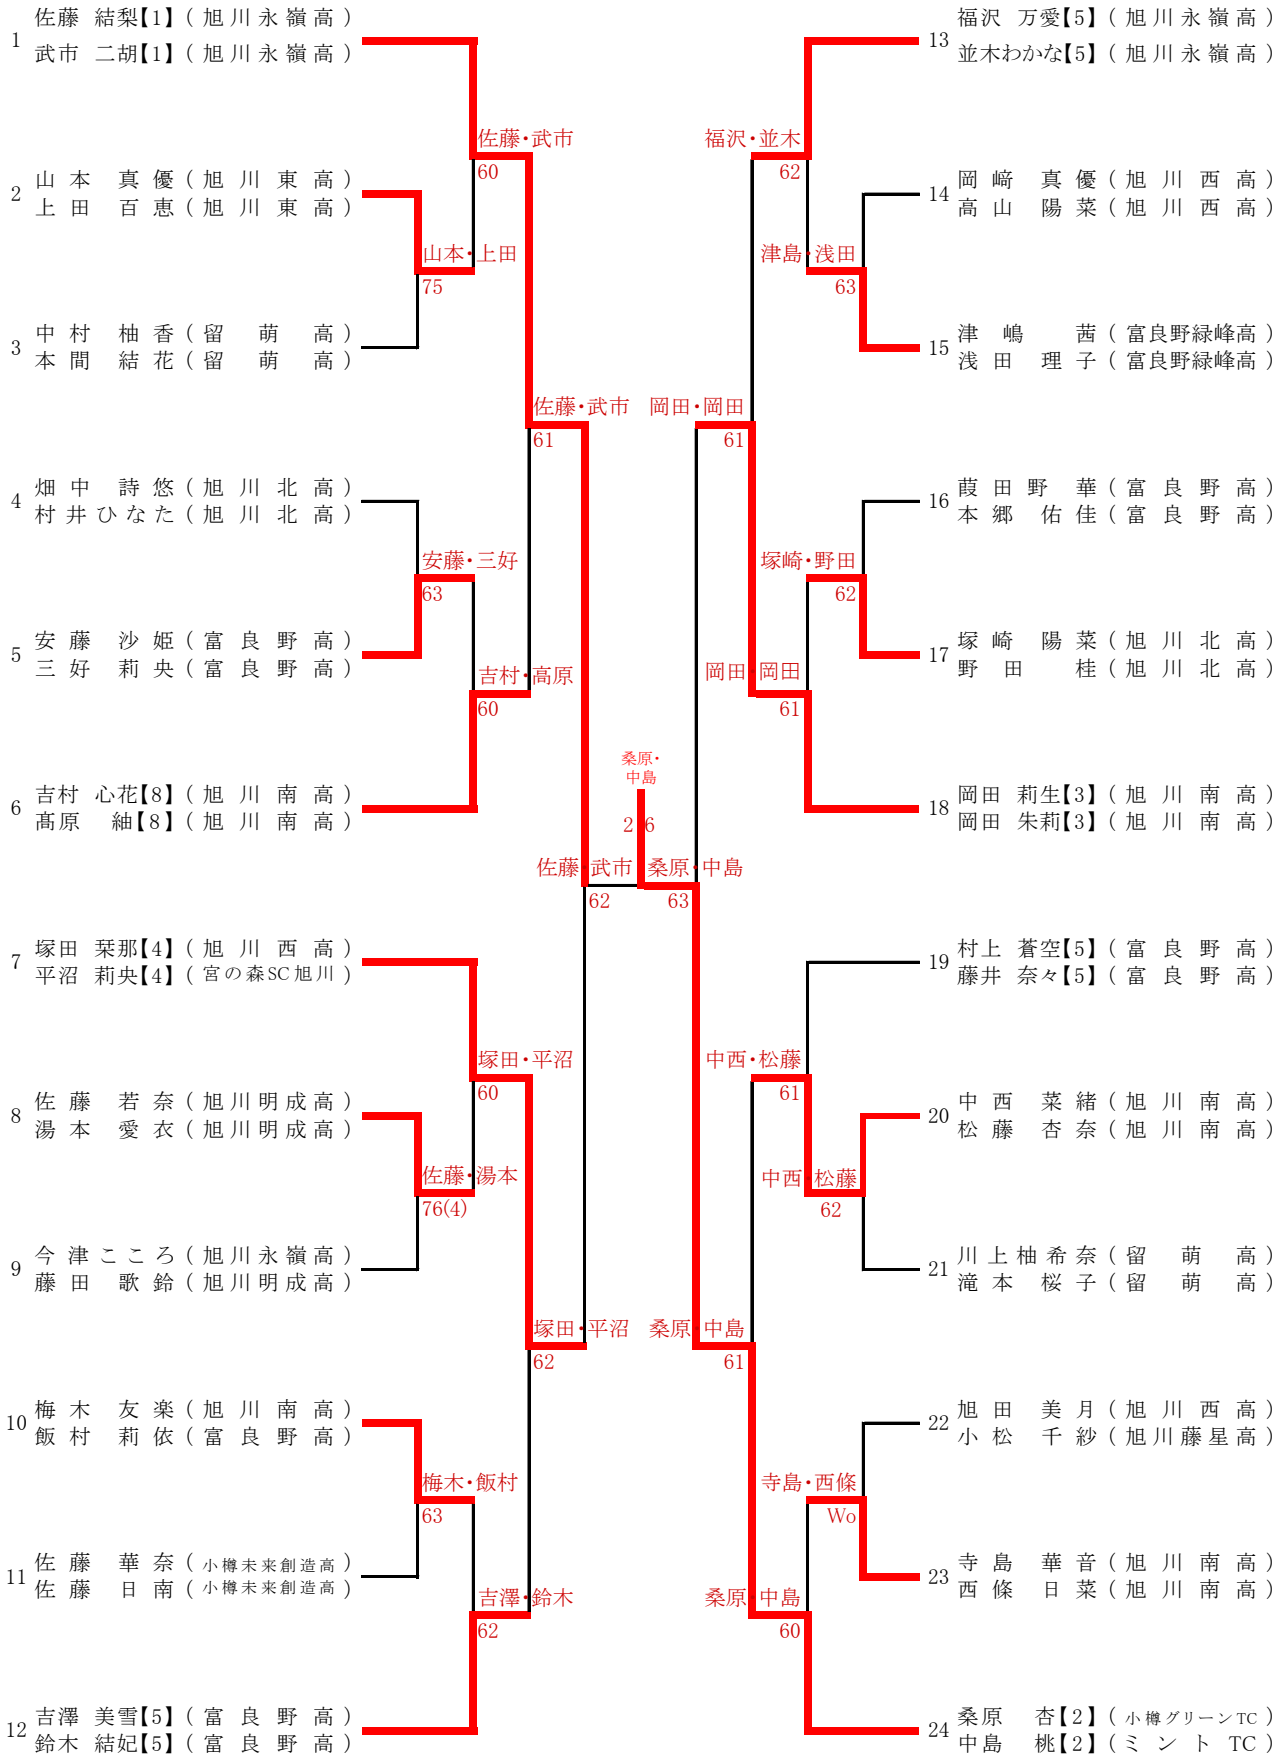 1
佐藤 結梨【1】(旭川永嶺高)
武市 二胡【1】(旭川永嶺高)
佐藤・武市
60
2
山本 真優(旭川東高)
上田 百恵(旭川東高)
山本・上田
75
3
中村 柚香(留萌高)
本間 結花(留萌高)
佐藤・武市
61
4
畑中 詩悠(旭川北高)
村井ひなた(旭川北高)
安藤・三好
63
5
安藤 沙姫(富良野高)
三好 莉央(富良野高)
吉村・高原
60
6
吉村 心花【8】(旭川南高)
髙原 紬【8】(旭川南高)
佐藤・武市
62
7
塚田 栞那【4】(旭川西高)
平沼 莉央【4】(宮の森SC旭川)
塚田・平沼
60
8
佐藤 若奈(旭川明成高)
湯本 愛衣(旭川明成高)
佐藤・湯本
76(4)
9
今津こころ(旭川永嶺高)
藤田 歌鈴(旭川明成高)
塚田・平沼
62
10
梅木 友楽(旭川南高)
飯村 莉依(富良野高)
梅木・飯村
63
11
佐藤 華奈(小樽未来創造高)
佐藤 日南(小樽未来創造高)
吉澤・鈴木
62
12
吉澤 美雪【5】(富良野高)
鈴木 結妃【5】(富良野高)
桑原・
中島
2 6
13
福沢 万愛【5】(旭川永嶺高)
並木わかな【5】(旭川永嶺高)
福沢・並木
62
14
岡﨑 真優(旭川西高)
高山 陽菜(旭川西高)
津島・浅田
63
15
津嶋 茜(富良野緑峰高)
浅田 理子(富良野緑峰高)
岡田・岡田
61
16
葭田野 華(富良野高)
本郷 佑佳(富良野高)
塚崎・野田
62
17
塚崎 陽菜(旭川北高)
野田 桂(旭川北高)
岡田・岡田
61
18
岡田 莉生【3】(旭川南高)
岡田 朱莉【3】(旭川南高)
桑原・中島
63
19
村上 蒼空【5】(富良野高)
藤井 奈々【5】(富良野高)
中西・松藤
61
20
中西 菜緒(旭川南高)
松藤 杏奈(旭川南高)
中西・松藤
62
21
川上柚希奈(留萌高)
滝本 桜子(留萌高)
桑原・中島
61
22
旭田 美月(旭川西高)
小松 千紗(旭川藤星高)
寺島・西條
Wo
23
寺島 華音(旭川南高)
西條 日菜(旭川南高)
桑原・中島
60
24
桑原 杏【2】(小樽グリーンTC)
中島 桃【2】(ミントTC)